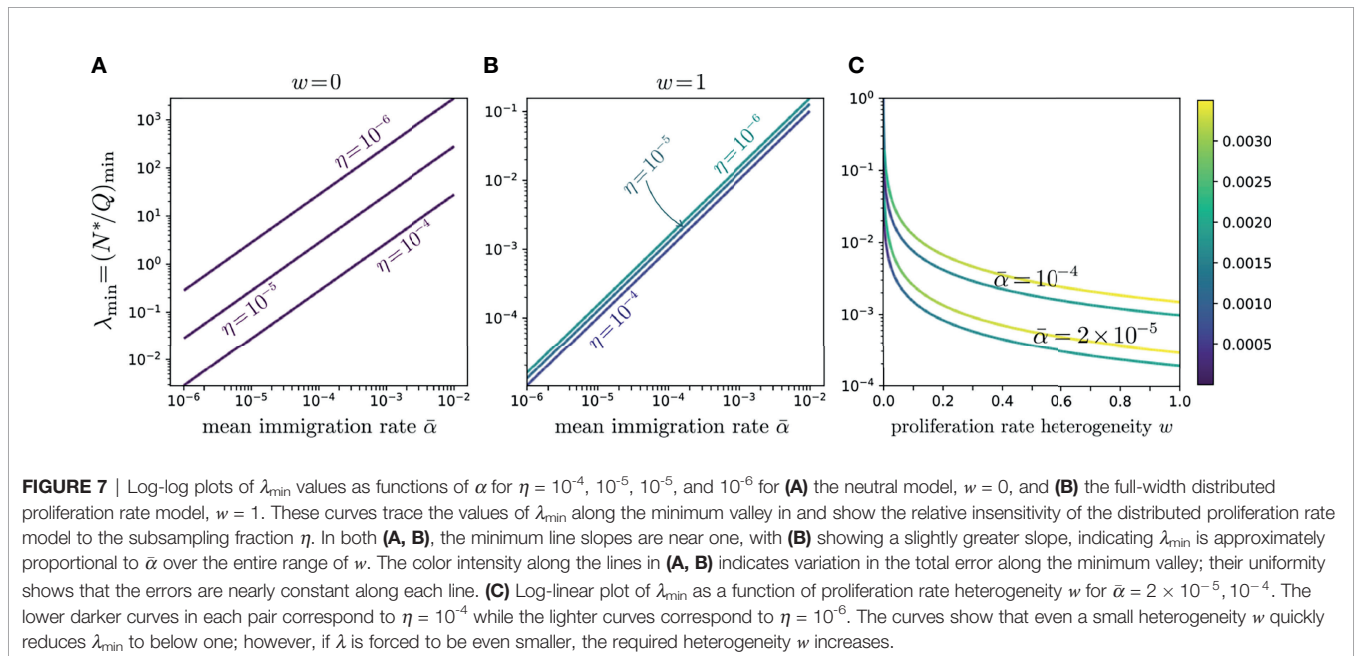 A
B
C
w=0
w=1
λmin=(N*/Q)min
10³
10²
10¹
10⁰
10⁻¹
10⁻²
η=10⁻⁶
η=10⁻⁵
η=10⁻⁴
10⁻⁶ 10⁻⁵ 10⁻⁴ 10⁻³ 10⁻²
mean immigration rate ᾱ
10⁻¹
10⁻²
10⁻³
10⁻⁴
η=10⁻⁵
η=10⁻⁶
η=10⁻⁴
10⁻⁶ 10⁻⁵ 10⁻⁴ 10⁻³ 10⁻²
mean immigration rate ᾱ
10⁰
10⁻¹
10⁻²
10⁻³
10⁻⁴
ᾱ=10⁻⁴
ᾱ=2×10⁻⁵
0.0 0.2 0.4 0.6 0.8 1.0
proliferation rate heterogeneity w
0.0030
0.0025
0.0020
0.0015
0.0010
0.0005
FIGURE 7 | Log-log plots of λmin values as functions of α for η = 10⁻⁴, 10⁻⁵, 10⁻⁵, and 10⁻⁶ for (A) the neutral model, w = 0, and (B) the full-width distributed
proliferation rate model, w = 1. These curves trace the values of λmin along the minimum valley in and show the relative insensitivity of the distributed proliferation rate
model to the subsampling fraction η. In both (A, B), the minimum line slopes are near one, with (B) showing a slightly greater slope, indicating λmin is approximately
proportional to ᾱ over the entire range of w. The color intensity along the lines in (A, B) indicates variation in the total error along the minimum valley; their uniformity
shows that the errors are nearly constant along each line. (C) Log-linear plot of λmin as a function of proliferation rate heterogeneity w for ᾱ = 2 × 10⁻⁵, 10⁻⁴. The
lower darker curves in each pair correspond to η = 10⁻⁴ while the lighter curves correspond to η = 10⁻⁶. The curves show that even a small heterogeneity w quickly
reduces λmin to below one; however, if λ is forced to be even smaller, the required heterogeneity w increases.